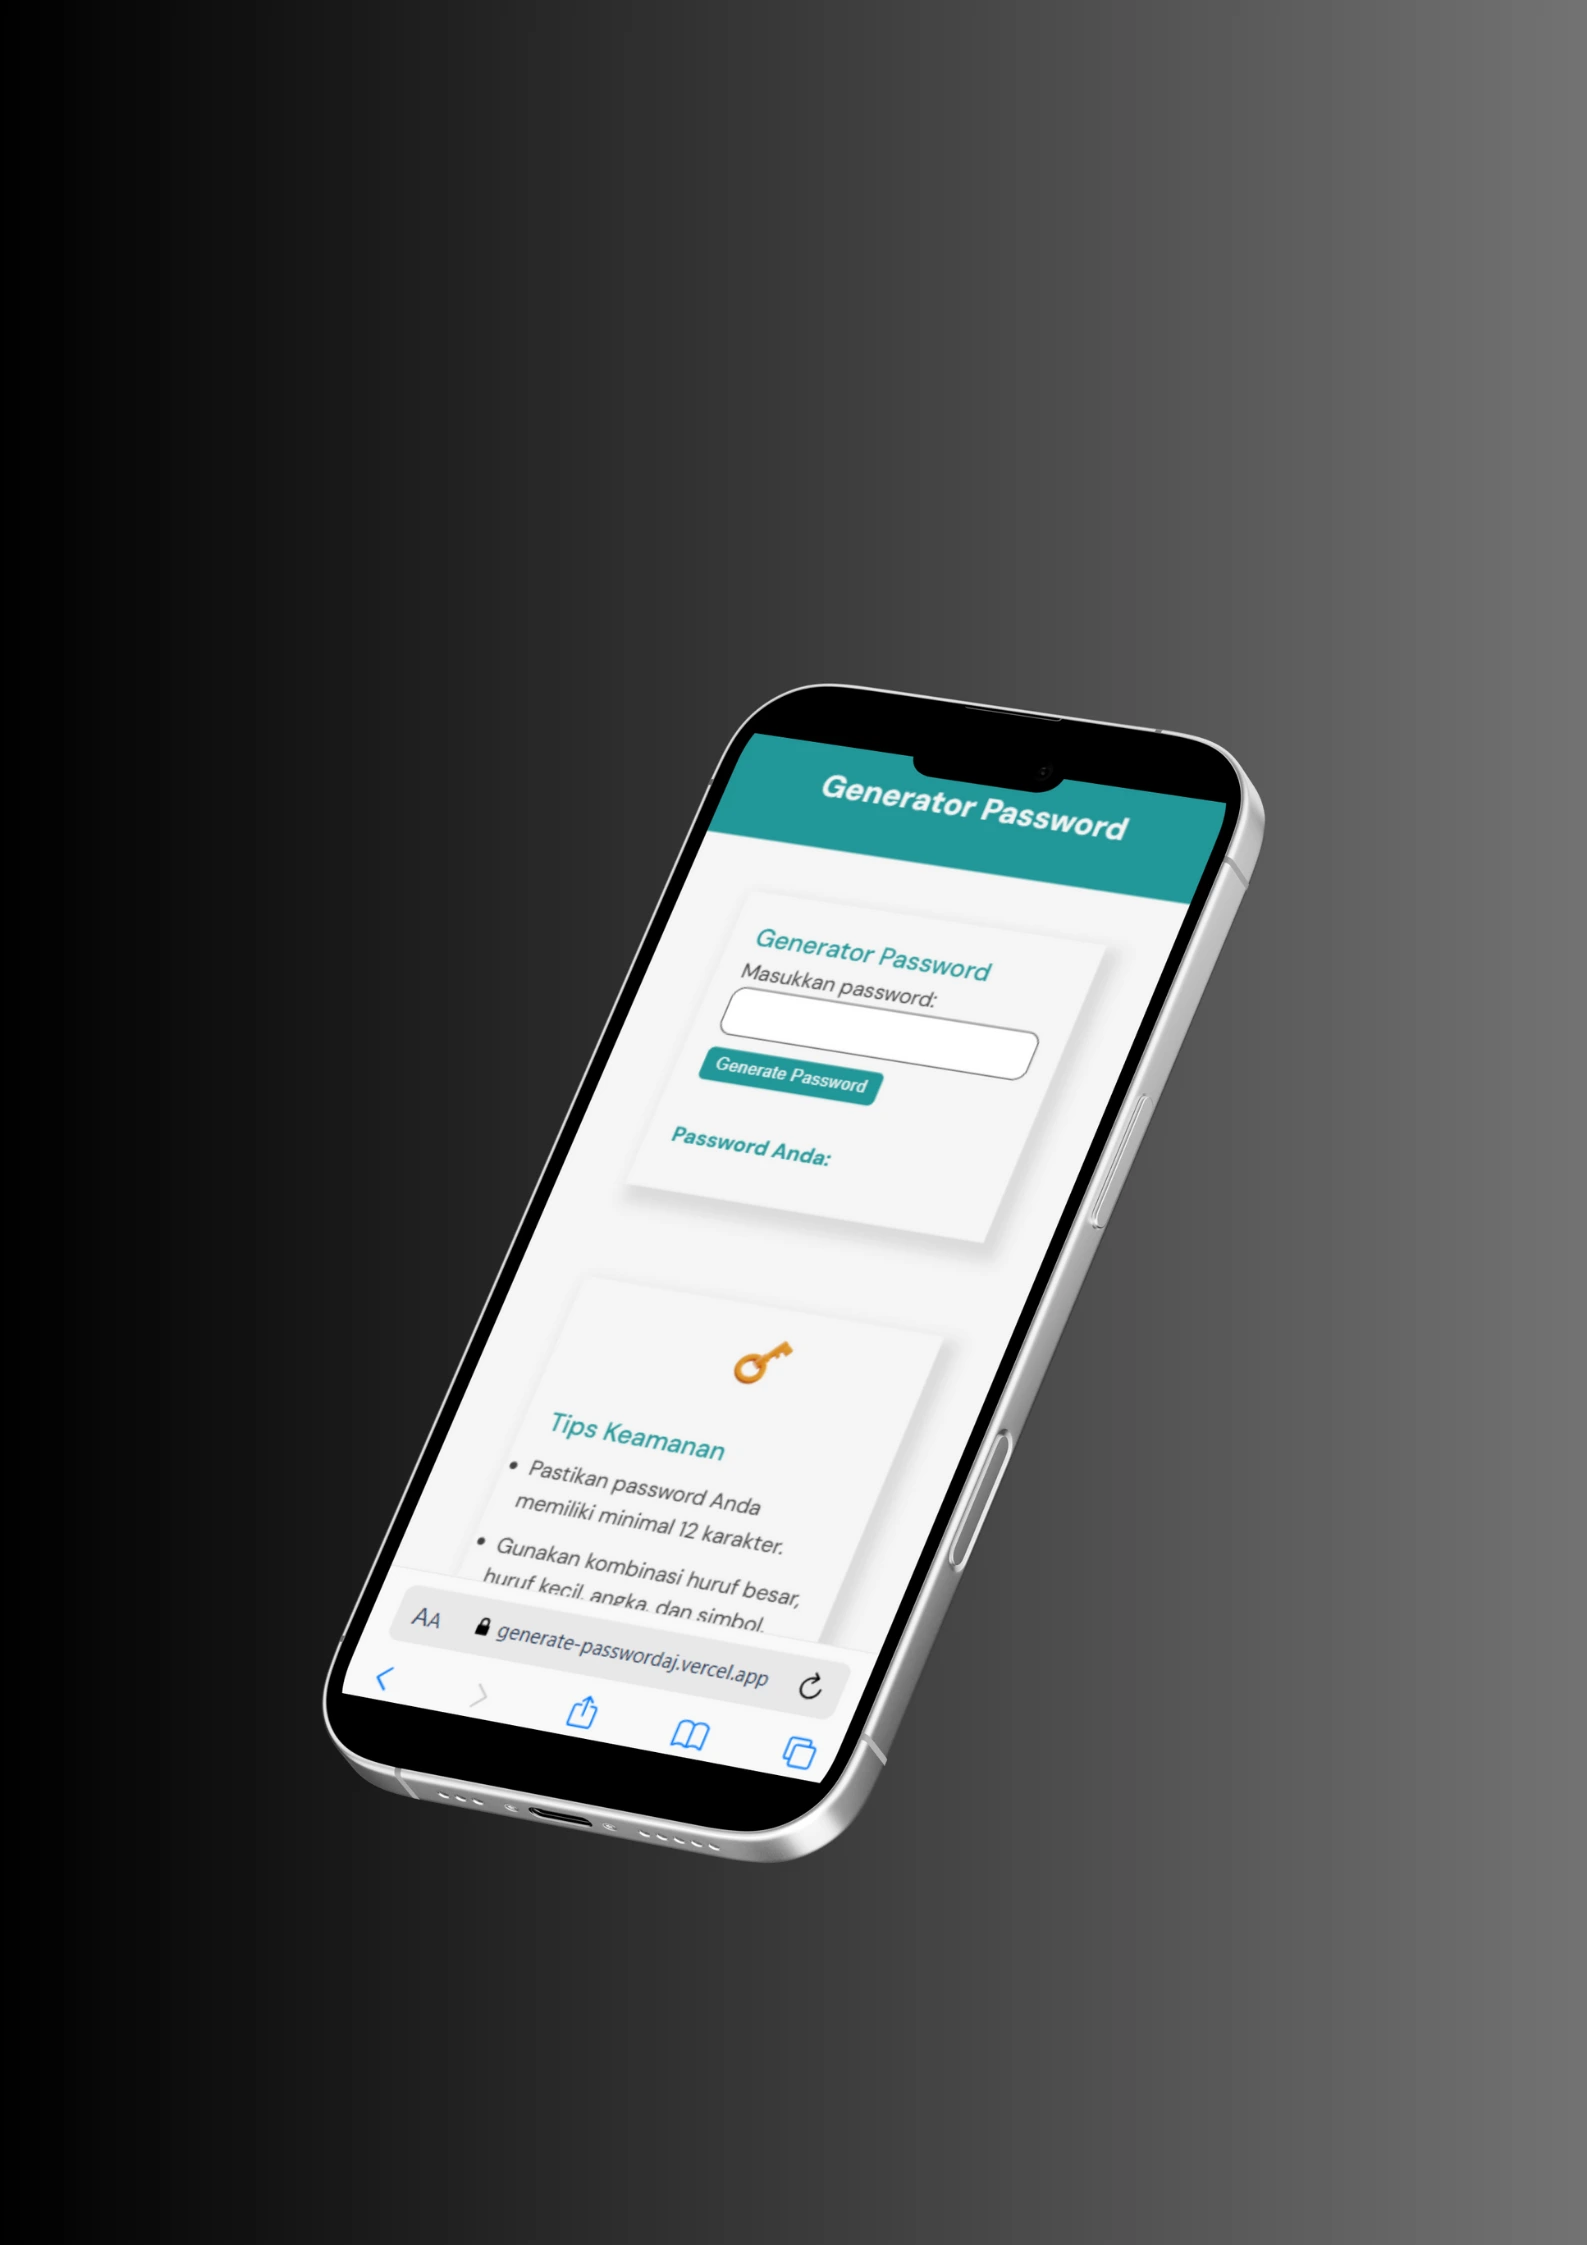 Generator Password
Generator Password
Masukkan password:
Generate Password
Password Anda:
Tips Keamanan
Pastikan password Anda
memiliki minimal 12 karakter.
Gunakan kombinasi huruf besar,
huruf kecil, angka, dan simbol.
AA generate-passwordaj.vercel.app